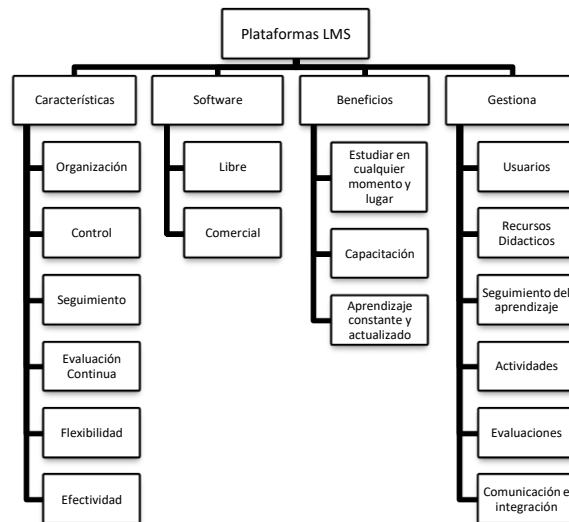 Plataformas LMS
Características
Software
Beneficios
Gestiona
Organización
Control
Seguimiento
Evaluación
Continua
Flexibilidad
Efectividad
Libre
Comercial
Estudiar en
cualquier
momento y
lugar
Capacitación
Aprendizaje
constante y
actualizado
Usuarios
Recursos
Didacticos
Seguimiento del
aprendizaje
Actividades
Evaluaciones
Comunicación e
integración